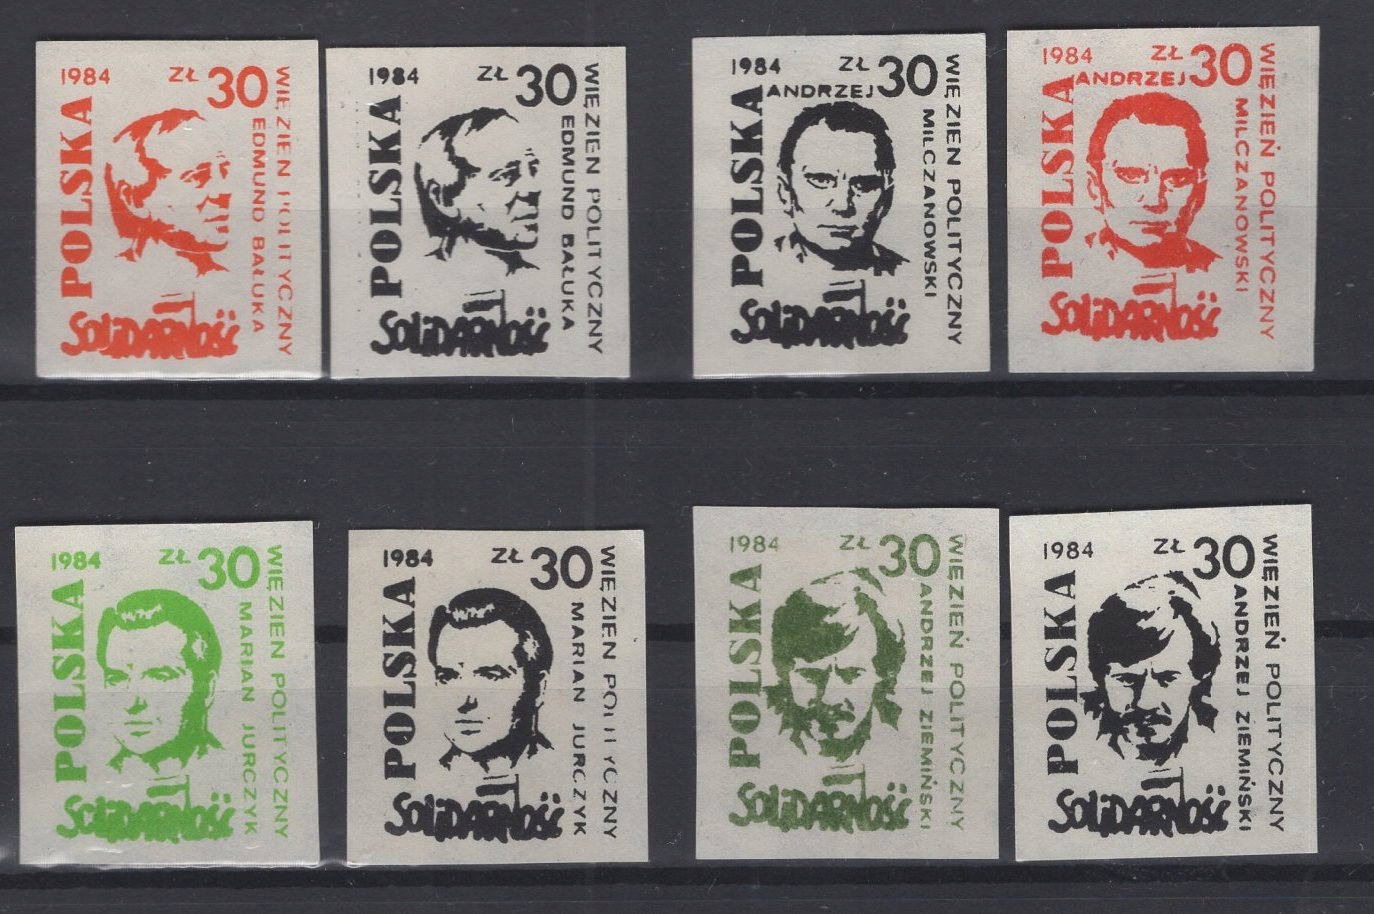 1984 ZŁ 30
POLSKA
WIĘZIEŃ POLITYCZNY
EDMUND BAŁUKA
SOLIDARNOŚĆ
1984 ZŁ 30
POLSKA
WIĘZIEŃ POLITYCZNY
EDMUND BAŁUKA
SOLIDARNOŚĆ
1984 ZŁ 30
ANDRZEJ
POLSKA
WIĘZIEŃ POLITYCZNY
MILCZANOWSKI
SOLIDARNOŚĆ
1984 ZŁ 30
ANDRZEJ
POLSKA
WIĘZIEŃ POLITYCZNY
MILCZANOWSKI
SOLIDARNOŚĆ
1984 ZŁ 30
POLSKA
WIĘZIEŃ POLITYCZNY
MARIAN JURCZYK
SOLIDARNOŚĆ
1984 ZŁ 30
POLSKA
WIĘZIEŃ POLITYCZNY
MARIAN JURCZYK
SOLIDARNOŚĆ
1984 ZŁ 30
POLSKA
WIĘZIEŃ POLITYCZNY
ANDRZEJ ZIEMIŃSKI
SOLIDARNOŚĆ
1984 ZŁ 30
POLSKA
WIĘZIEŃ POLITYCZNY
ANDRZEJ ZIEMIŃSKI
SOLIDARNOŚĆ